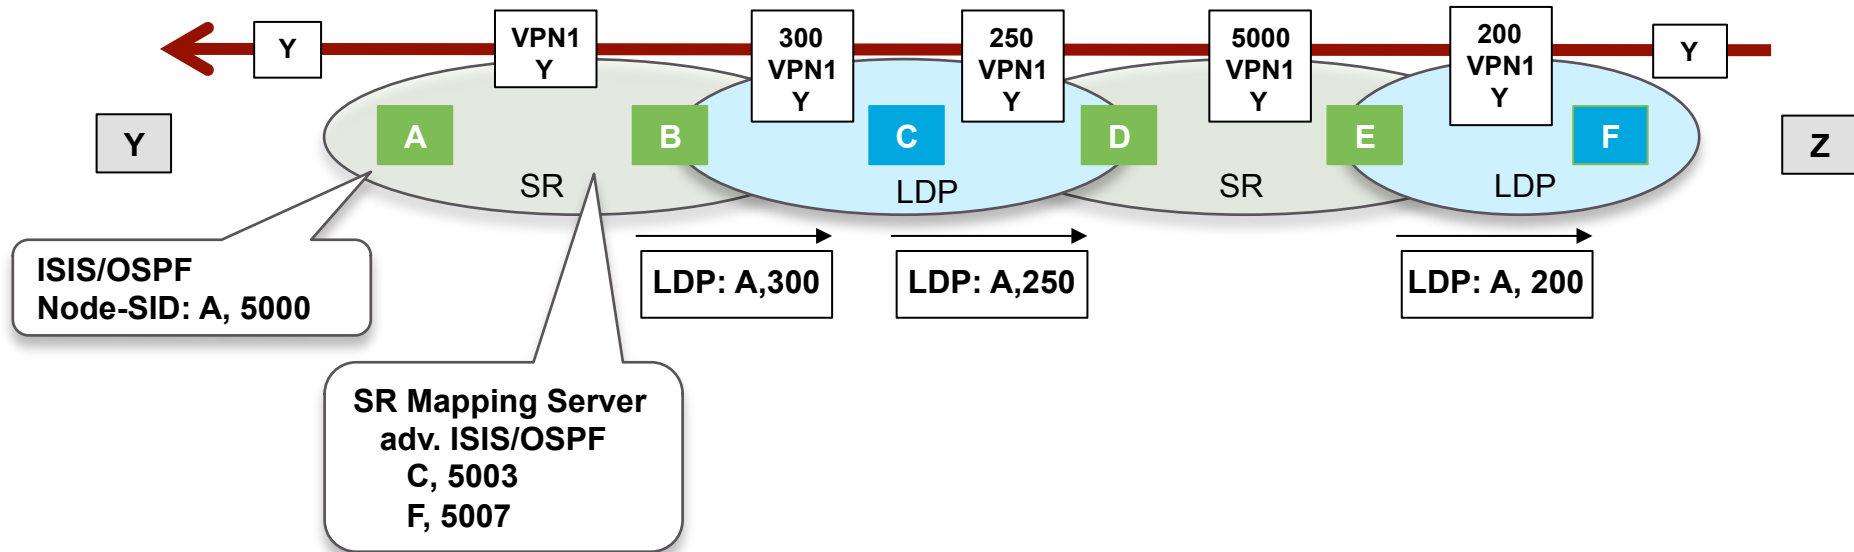 Y
VPN1
Y
300
VPN1
Y
250
VPN1
Y
5000
VPN1
Y
200
VPN1
Y
Y
Y
A
B
C
D
E
F
Z
SR
LDP
SR
LDP
ISIS/OSPF
Node-SID: A, 5000
LDP: A,300
LDP: A,250
LDP: A, 200
SR Mapping Server
adv. ISIS/OSPF
C, 5003
F, 5007